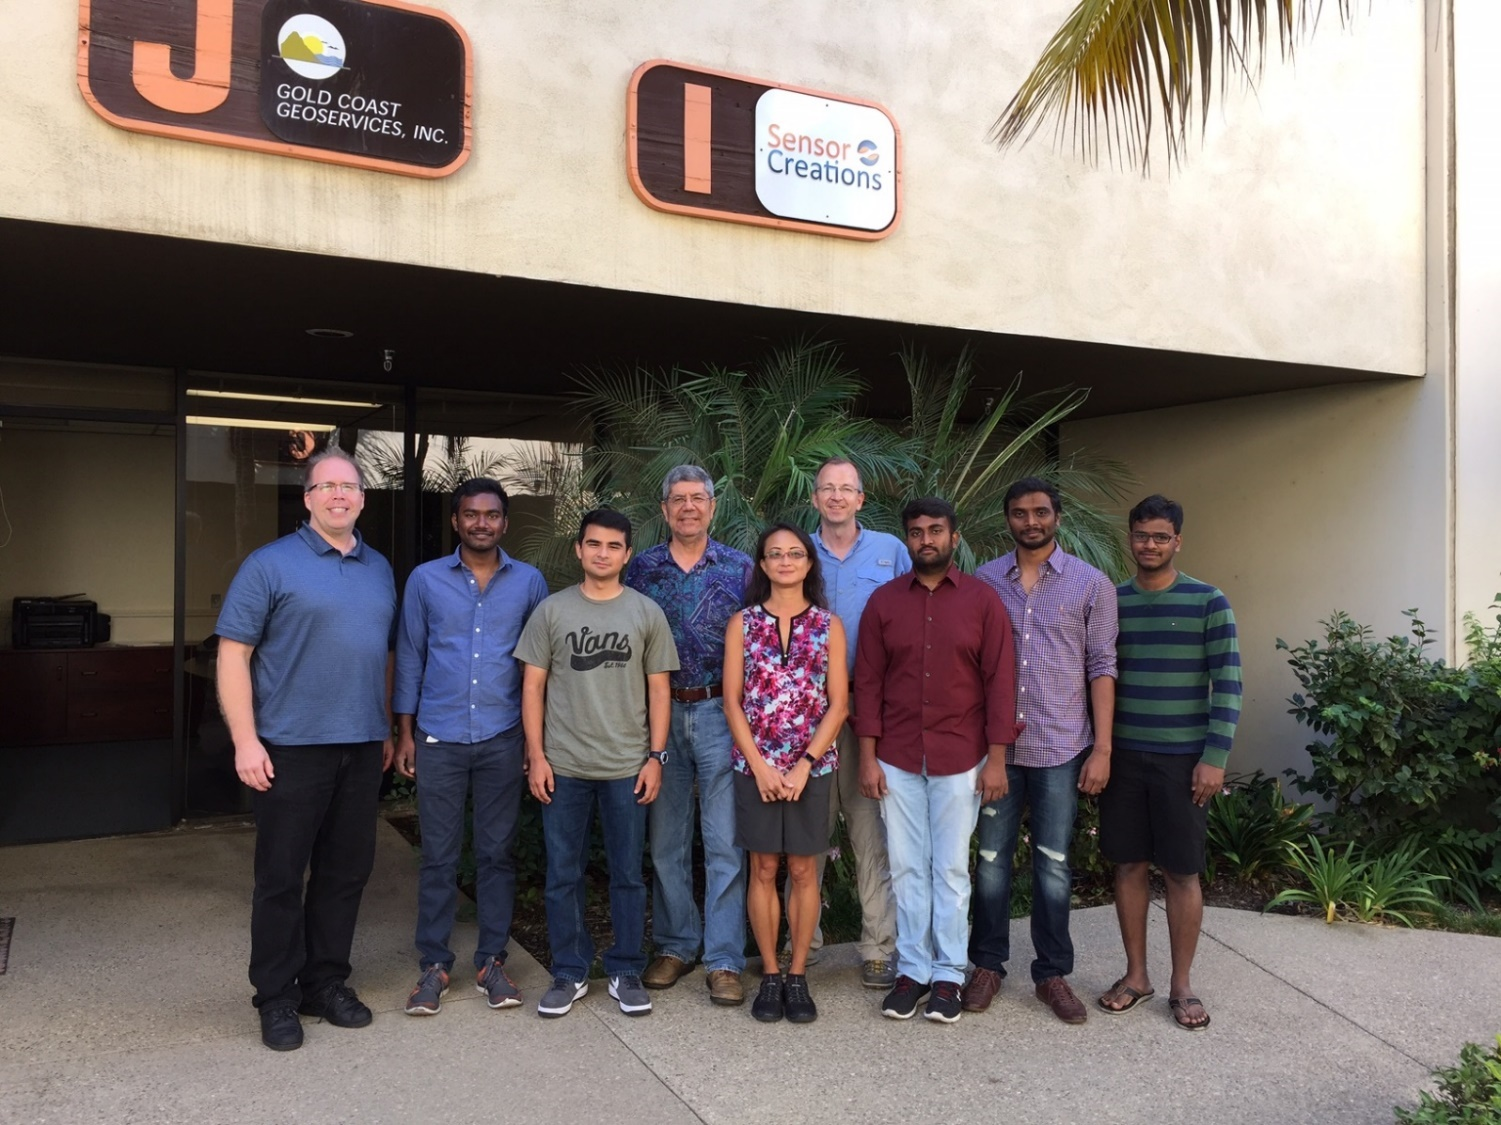 J
GOLD COAST
GEOSERVICES, INC.
I
Sensor
Creations
Vans